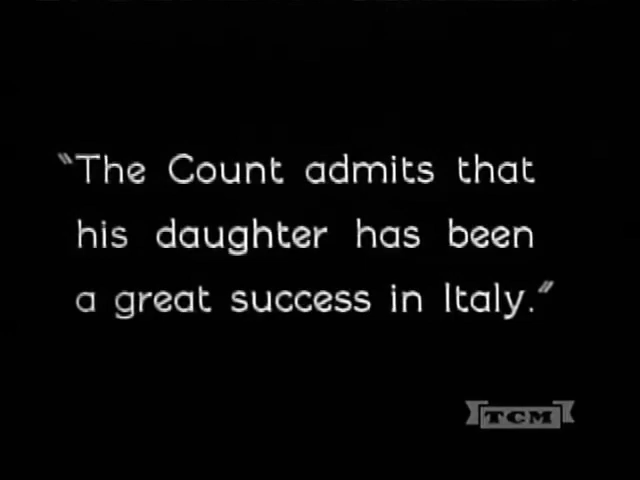 "The Count admits that
his daughter has been
a great success in Italy."
TCM